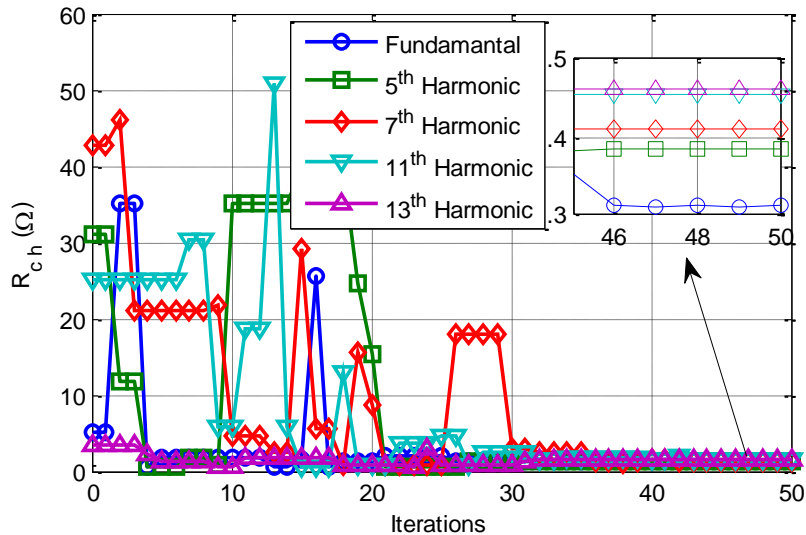 60
50
40
30
20
10
0
R c h (Ω)
0
10
20
30
40
50
Iterations
Fundamantal
5th Harmonic
7th Harmonic
11th Harmonic
13th Harmonic
.5
.4
.3
46
48
50